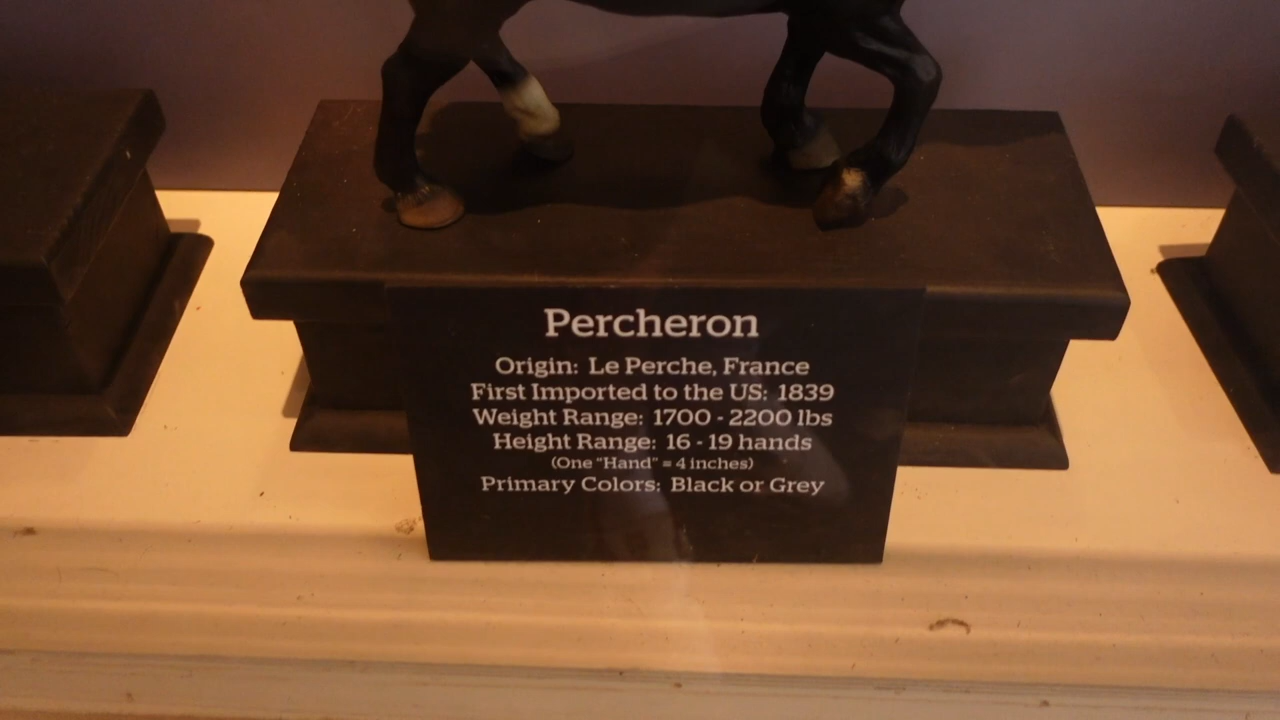 Percheron
Origin: Le Perche, France
First Imported to the US: 1839
Weight Range: 1700 - 2200 lbs
Height Range: 16 - 19 hands
(One "Hand" = 4 inches)
Primary Colors: Black or Grey